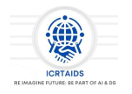 ICRTAIDS
RE IMAGINE FUTURE: BE PART OF AI & DS